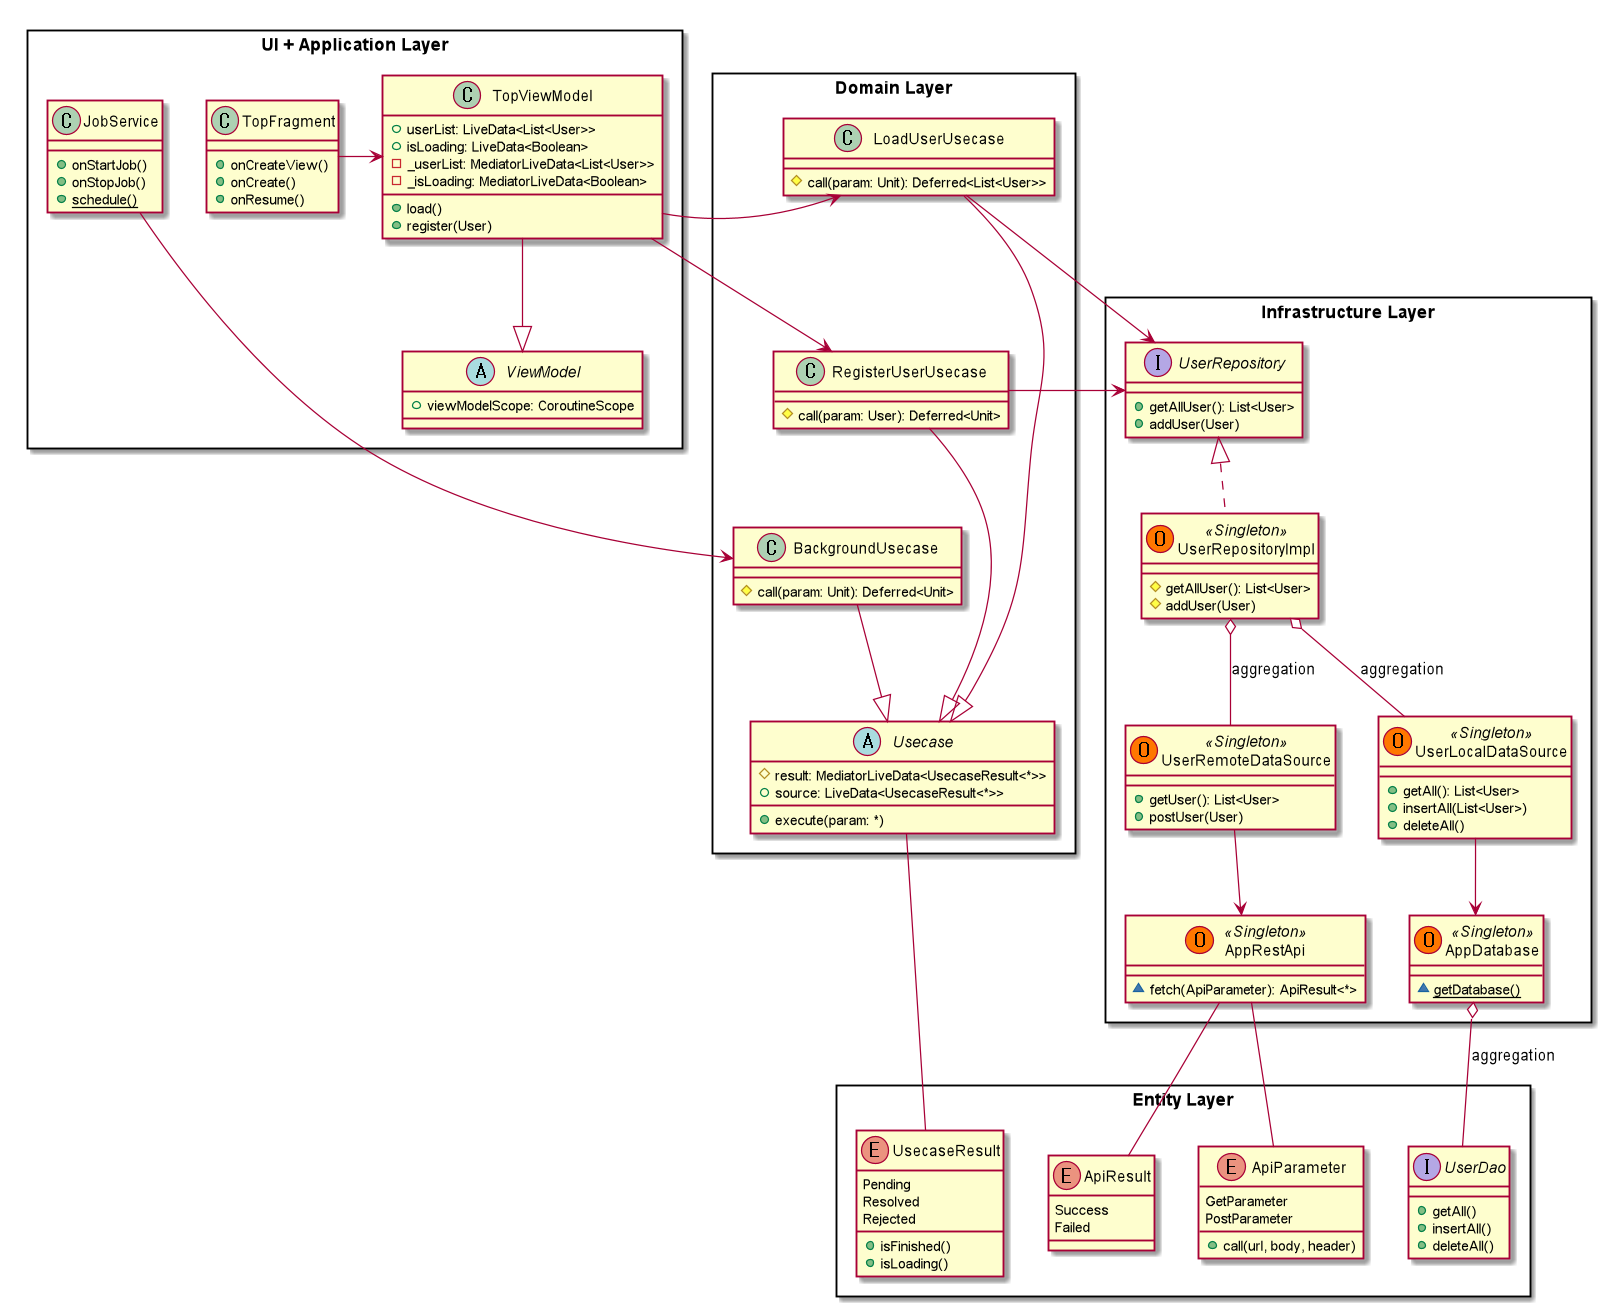 UI + Application Layer
C JobService
onStartJob()
onStopJob()
schedule()
C TopFragment
onCreateView()
onCreate()
onResume()
C TopViewModel
userList: LiveData<List<User>>
isLoading: LiveData<Boolean>
_userList: MediatorLiveData<List<User>>
_isLoading: MediatorLiveData<Boolean>
load()
register(User)
A ViewModel
viewModelScope: CoroutineScope
Domain Layer
C LoadUserUsecase
call(param: Unit): Deferred<List<User>>
C RegisterUserUsecase
call(param: User): Deferred<Unit>
C BackgroundUsecase
call(param: Unit): Deferred<Unit>
A Usecase
result: MediatorLiveData<UsecaseResult<*>>
source: LiveData<UsecaseResult<*>>
execute(param: *)
Infrastructure Layer
I UserRepository
getAllUser(): List<User>
addUser(User)
O «Singleton»
UserRepositoryImpl
getAllUser(): List<User>
addUser(User)
aggregation
aggregation
O «Singleton»
UserRemoteDataSource
getUser(): List<User>
postUser(User)
O «Singleton»
UserLocalDataSource
getAll(): List<User>
insertAll(List<User>)
deleteAll()
O «Singleton»
AppRestApi
fetch(ApiParameter): ApiResult<*>
O «Singleton»
AppDatabase
getDatabase()
aggregation
Entity Layer
E UsecaseResult
Pending
Resolved
Rejected
isFinished()
isLoading()
E ApiResult
Success
Failed
E ApiParameter
GetParameter
PostParameter
call(url, body, header)
I UserDao
getAll()
insertAll()
deleteAll()